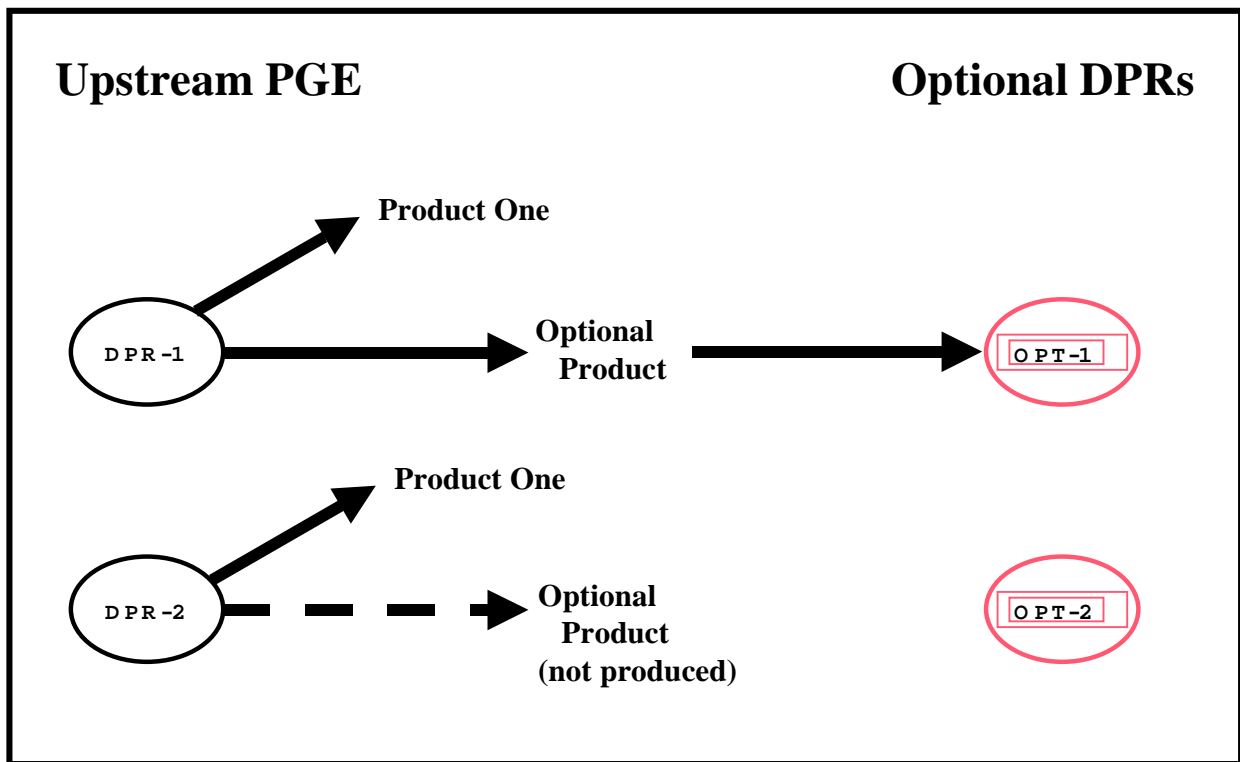 Upstream PGE
Optional DPRs
Product One
DPR-1
Optional
Product
OPT-1
Product One
DPR-2
Optional
Product
(not produced)
OPT-2